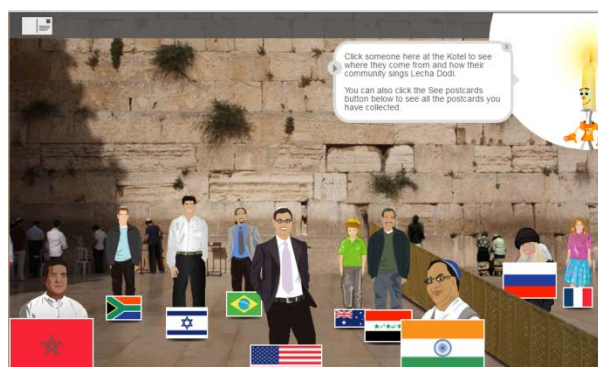 Click someone here at the Kotel to see
where they come from and how their
community sings Lecha Dodi.
You can also click the See postcards
button below to see all the postcards you
have collected.